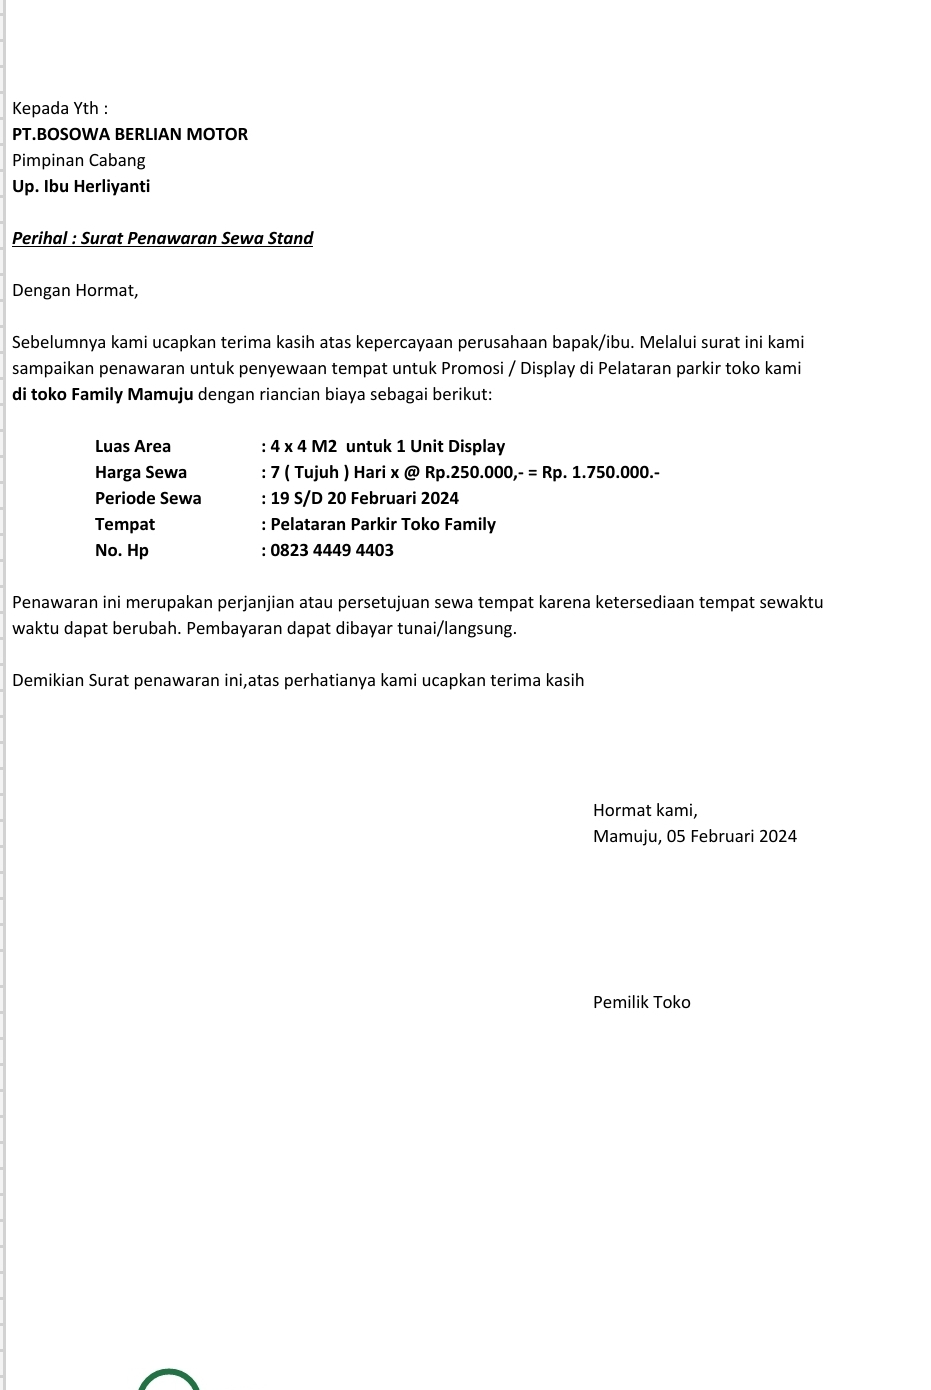 Kepada Yth :
PT.BOSOWA BERLIAN MOTOR
Pimpinan Cabang
Up. Ibu Herliyanti
Perihal : Surat Penawaran Sewa Stand
Dengan Hormat,
Sebelumnya kami ucapkan terima kasih atas kepercayaan perusahaan bapak/ibu. Melalui surat ini kami
sampaikan penawaran untuk penyewaan tempat untuk Promosi / Display di Pelataran parkir toko kami
di toko Family Mamuju dengan riancian biaya sebagai berikut:
Luas Area : 4 x 4 M2 untuk 1 Unit Display
Harga Sewa : 7 ( Tujuh ) Hari x @ Rp.250.000,- = Rp. 1.750.000.-
Periode Sewa : 19 S/D 20 Februari 2024
Tempat : Pelataran Parkir Toko Family
No. Hp : 0823 4449 4403
Penawaran ini merupakan perjanjian atau persetujuan sewa tempat karena ketersediaan tempat sewaktu
waktu dapat berubah. Pembayaran dapat dibayar tunai/langsung.
Demikian Surat penawaran ini,atas perhatianya kami ucapkan terima kasih
Hormat kami,
Mamuju, 05 Februari 2024
Pemilik Toko